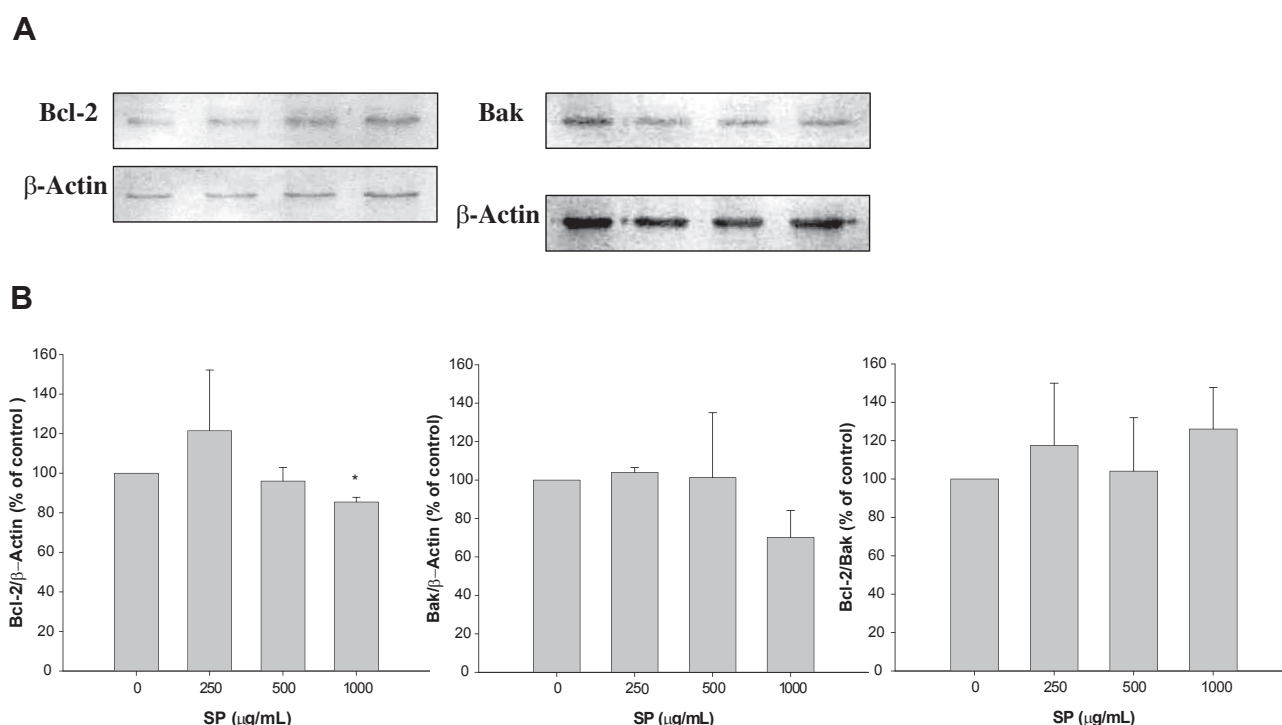 A
Bcl-2
β-Actin
Bak
β-Actin
B
Bcl-2/β–Actin (% of control )
160
140
120
100
80
60
40
20
0
0 250 500 1000
SP (μg/mL)
*
Bak/β–Actin (% of control)
160
140
120
100
80
60
40
20
0
0 250 500 1000
SP (μg/mL)
Bcl-2/Bak (% of control)
160
140
120
100
80
60
40
20
0
0 250 500 1000
SP (μg/mL)